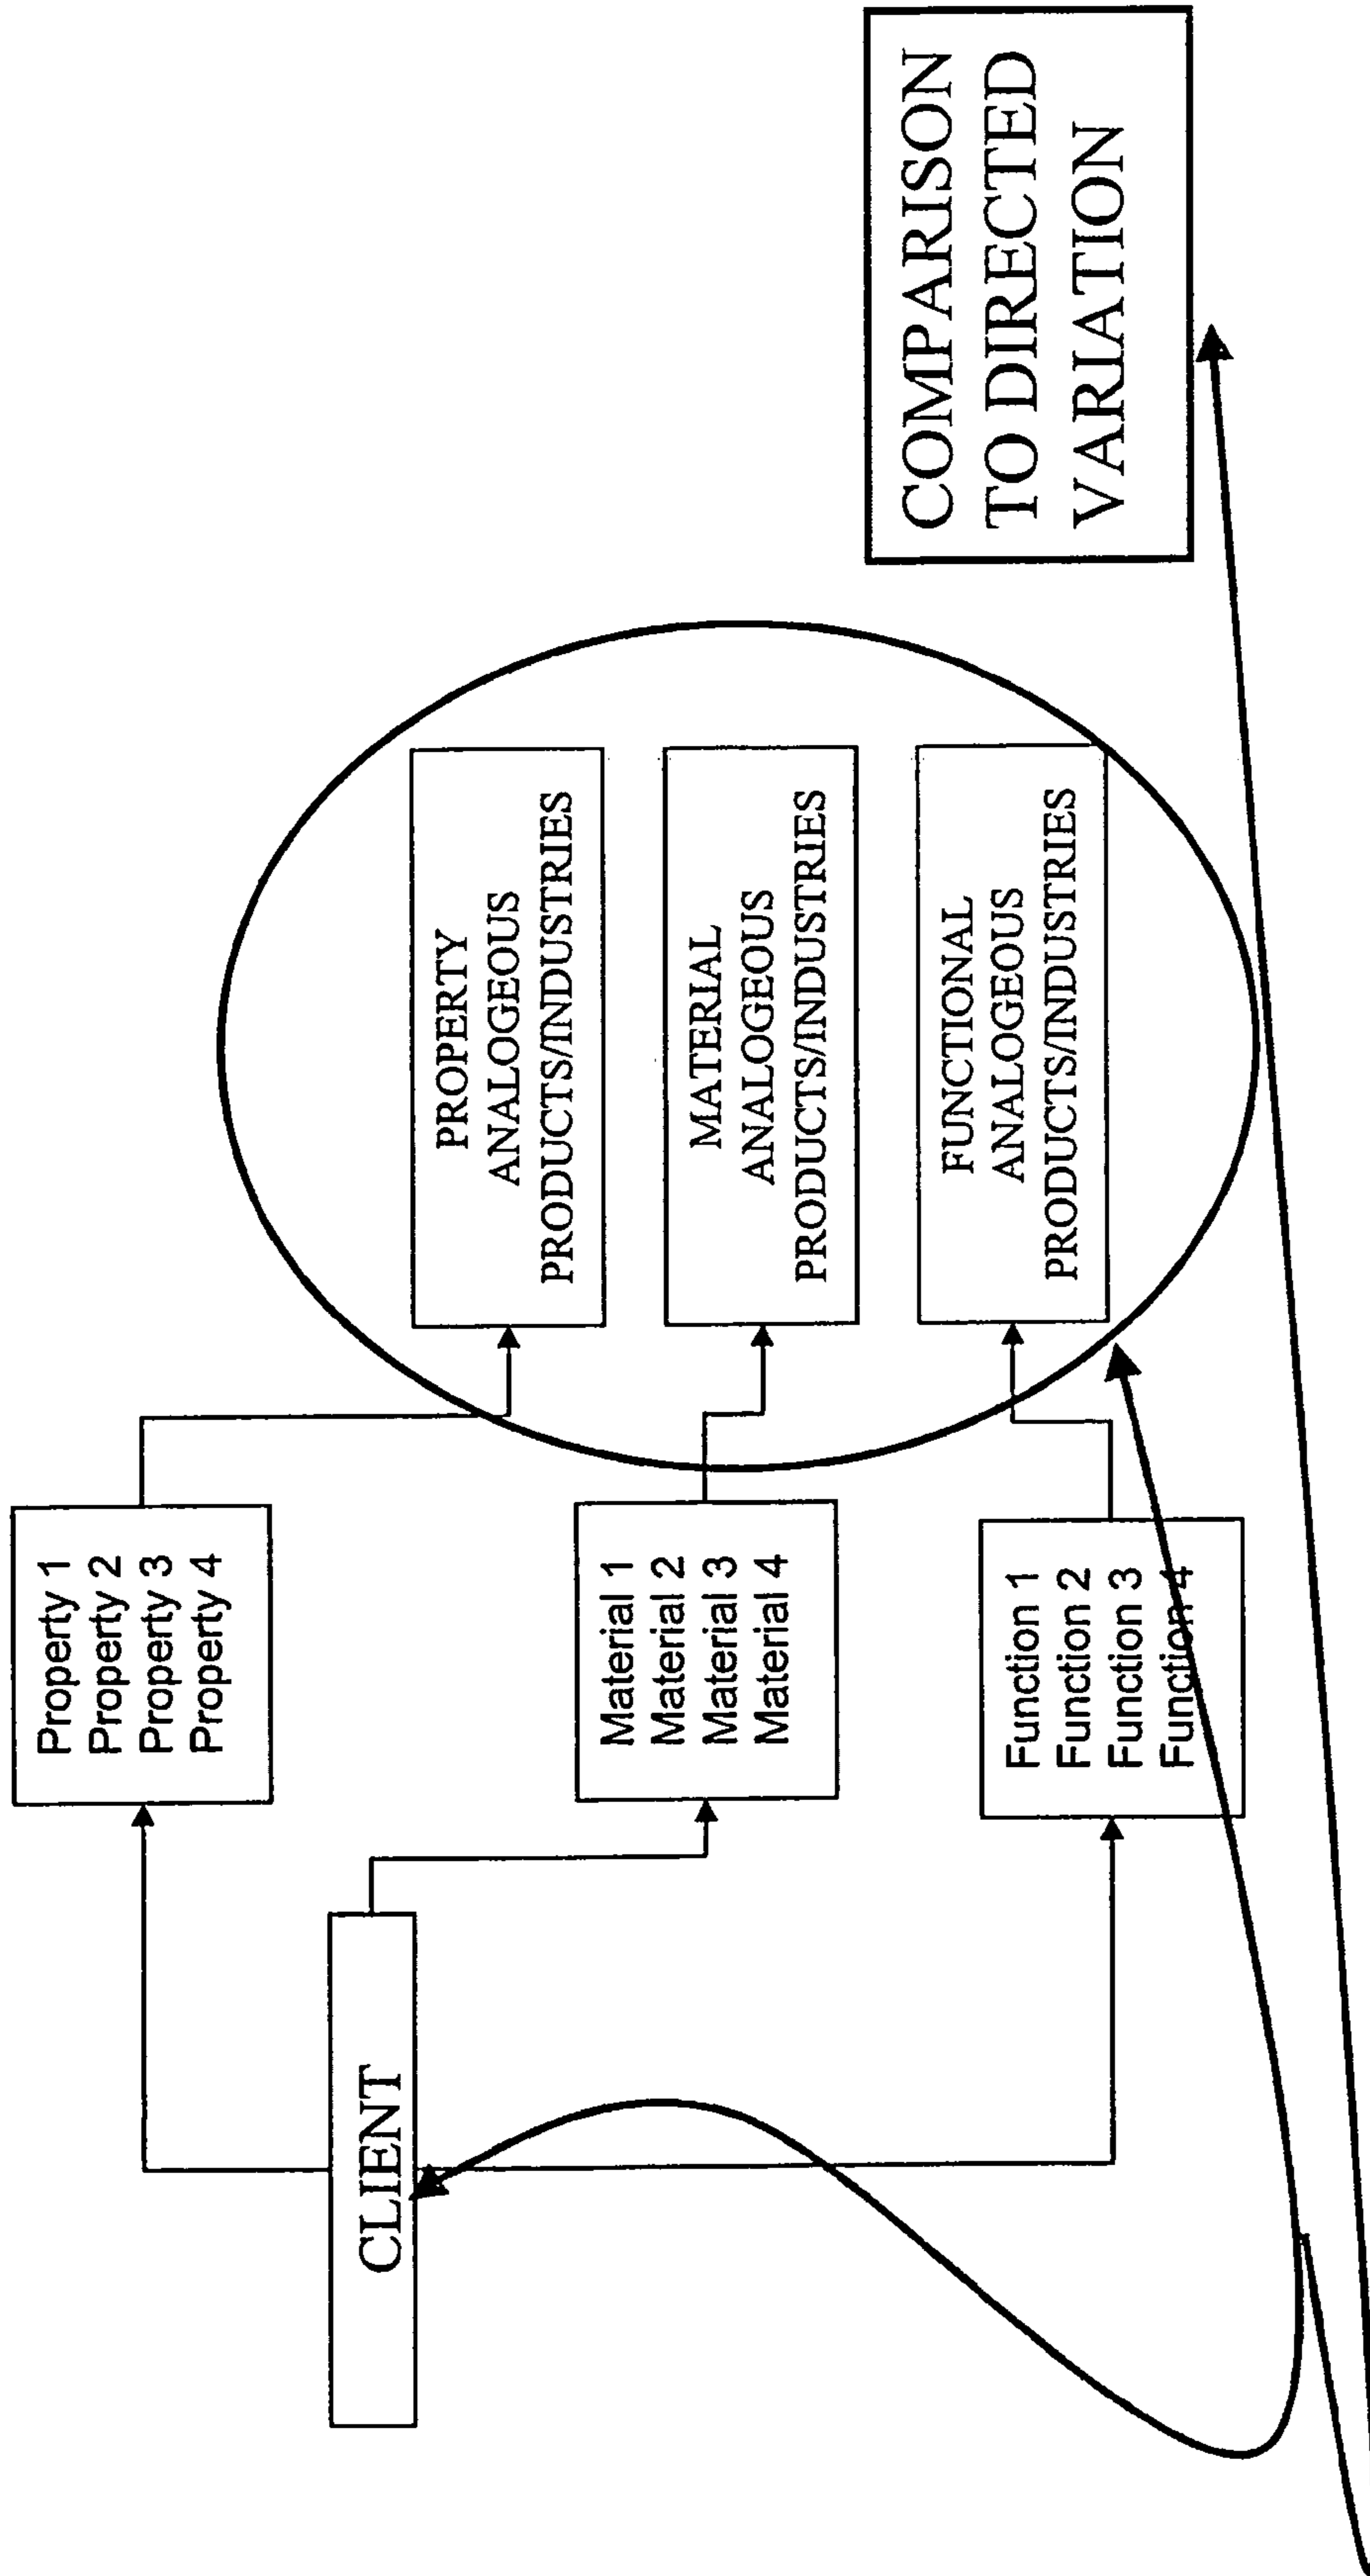 CLIENT
Property 1
Property 2
Property 3
Property 4
Material 1
Material 2
Material 3
Material 4
Function 1
Function 2
Function 3
Function 4
PROPERTY
ANALOGEOUS
PRODUCTS/INDUSTRIES
MATERIAL
ANALOGEOUS
PRODUCTS/INDUSTRIES
FUNCTIONAL
ANALOGEOUS
PRODUCTS/INDUSTRIES
COMPARISON
TO DIRECTED
VARIATION